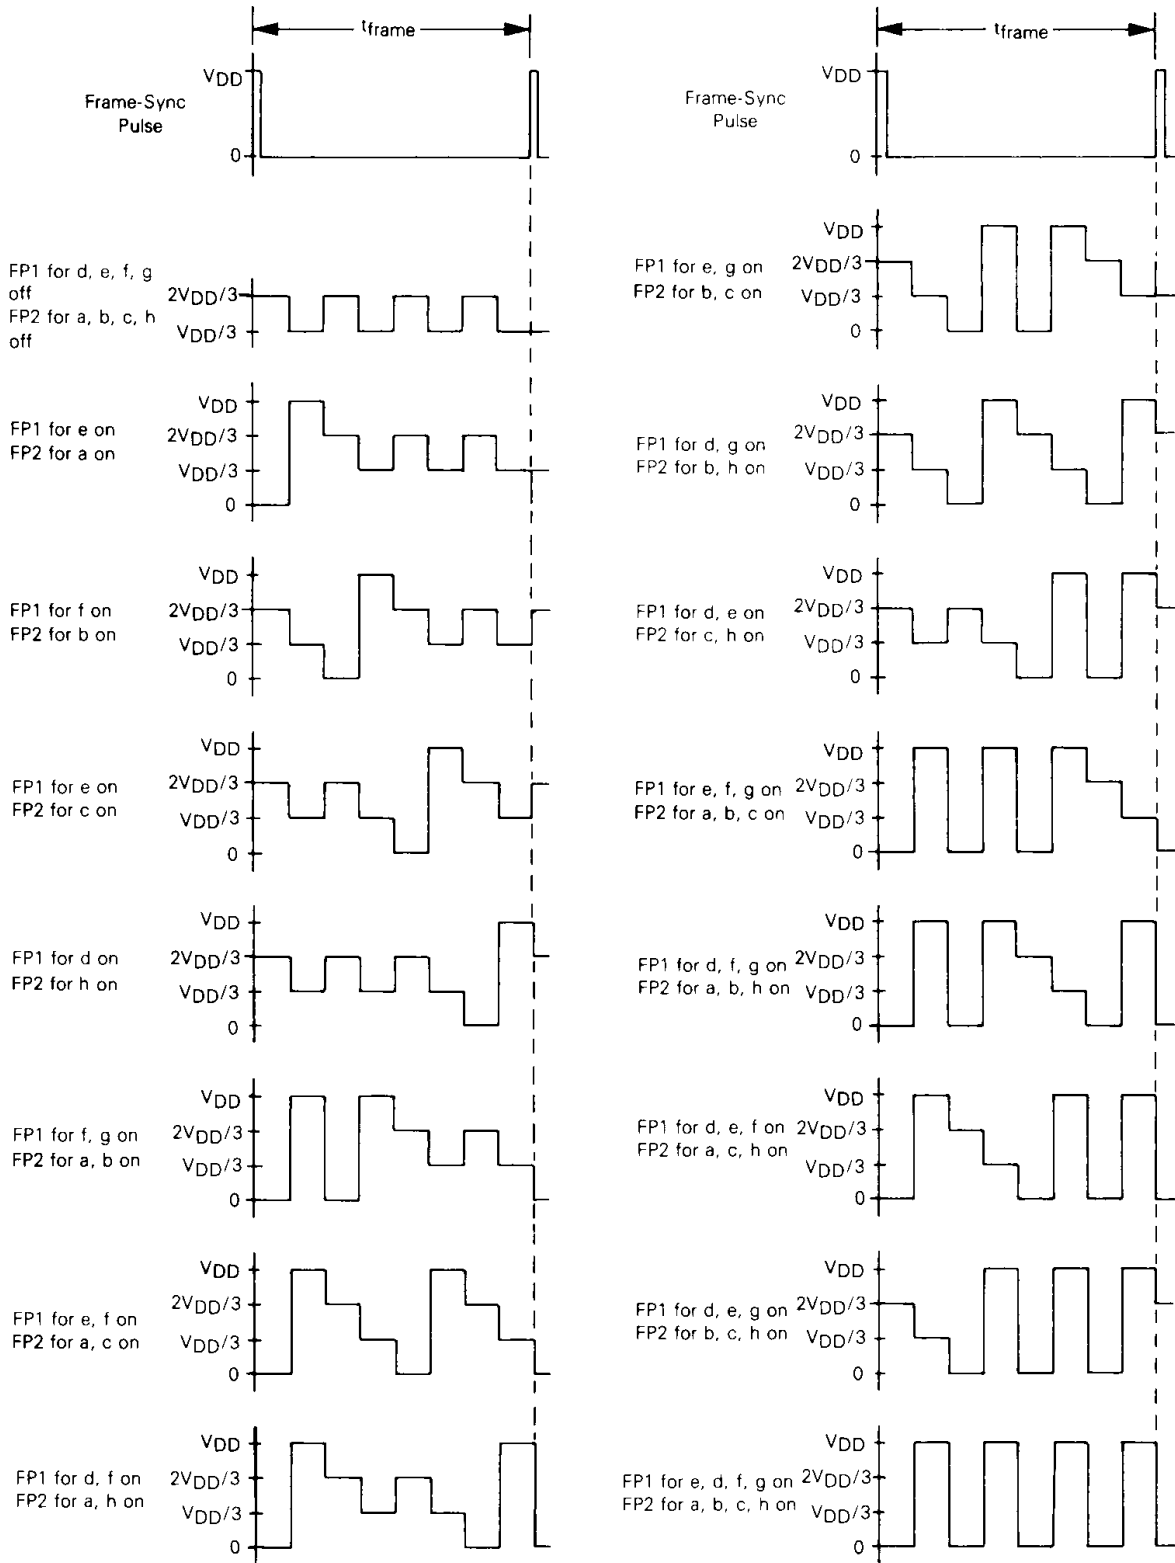 tframe
VDD
Frame-Sync
Pulse
0
FP1 for d, e, f, g
off
FP2 for a, b, c, h
off
2VDD/3
VDD/3
FP1 for e on
FP2 for a on
VDD
2VDD/3
VDD/3
0
FP1 for f on
FP2 for b on
VDD
2VDD/3
VDD/3
0
FP1 for e on
FP2 for c on
VDD
2VDD/3
VDD/3
0
FP1 for d on
FP2 for h on
VDD
2VDD/3
VDD/3
0
FP1 for f, g on
FP2 for a, b on
VDD
2VDD/3
VDD/3
0
FP1 for e, f on
FP2 for a, c on
VDD
2VDD/3
VDD/3
0
FP1 for d, f on
FP2 for a, h on
VDD
2VDD/3
VDD/3
0
tframe
VDD
Frame-Sync
Pulse
0
FP1 for e, g on
FP2 for b, c on
VDD
2VDD/3
VDD/3
0
FP1 for d, g on
FP2 for b, h on
VDD
2VDD/3
VDD/3
0
FP1 for d, e on
FP2 for c, h on
VDD
2VDD/3
VDD/3
0
FP1 for e, f, g on
FP2 for a, b, c on
VDD
2VDD/3
VDD/3
0
FP1 for d, f, g on
FP2 for a, b, h on
VDD
2VDD/3
VDD/3
0
FP1 for d, e, f on
FP2 for a, c, h on
VDD
2VDD/3
VDD/3
0
FP1 for d, e, g on
FP2 for b, c, h on
VDD
2VDD/3
VDD/3
0
FP1 for e, d, f, g on
FP2 for a, b, c, h on
VDD
2VDD/3
VDD/3
0